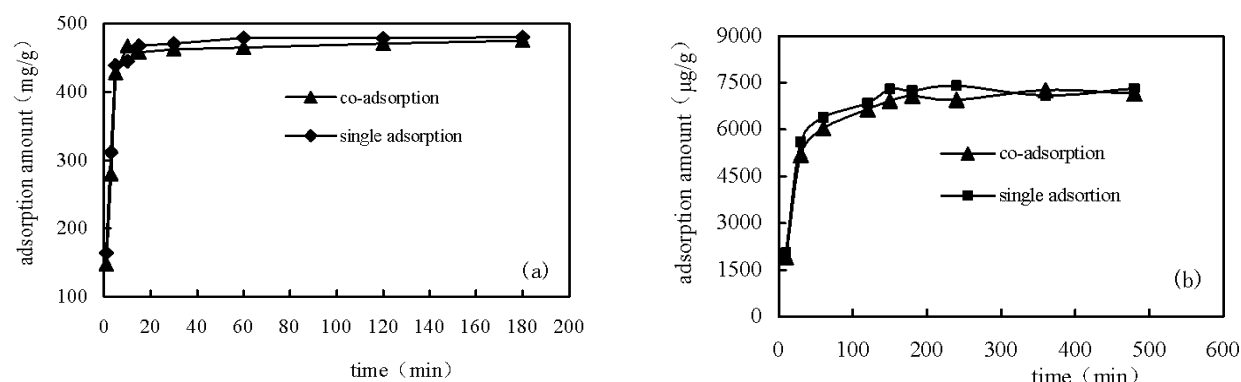 adsorption amount（mg/g）
500
400
300
200
100
co-adsorption
single adsorption
(a)
0 20 40 60 80 100 120 140 160 180 200
time（min）
adsorption amount（μg/g）
9000
7500
6000
4500
3000
1500
0
co-adsorption
single adsortion
(b)
0 100 200 300 400 500 600
time（min）